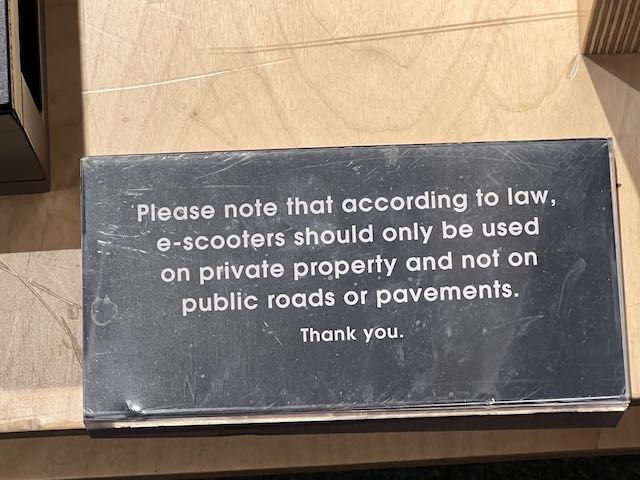 Please note that according to law,
e-scooters should only be used
on private property and not on
public roads or pavements.
Thank you.